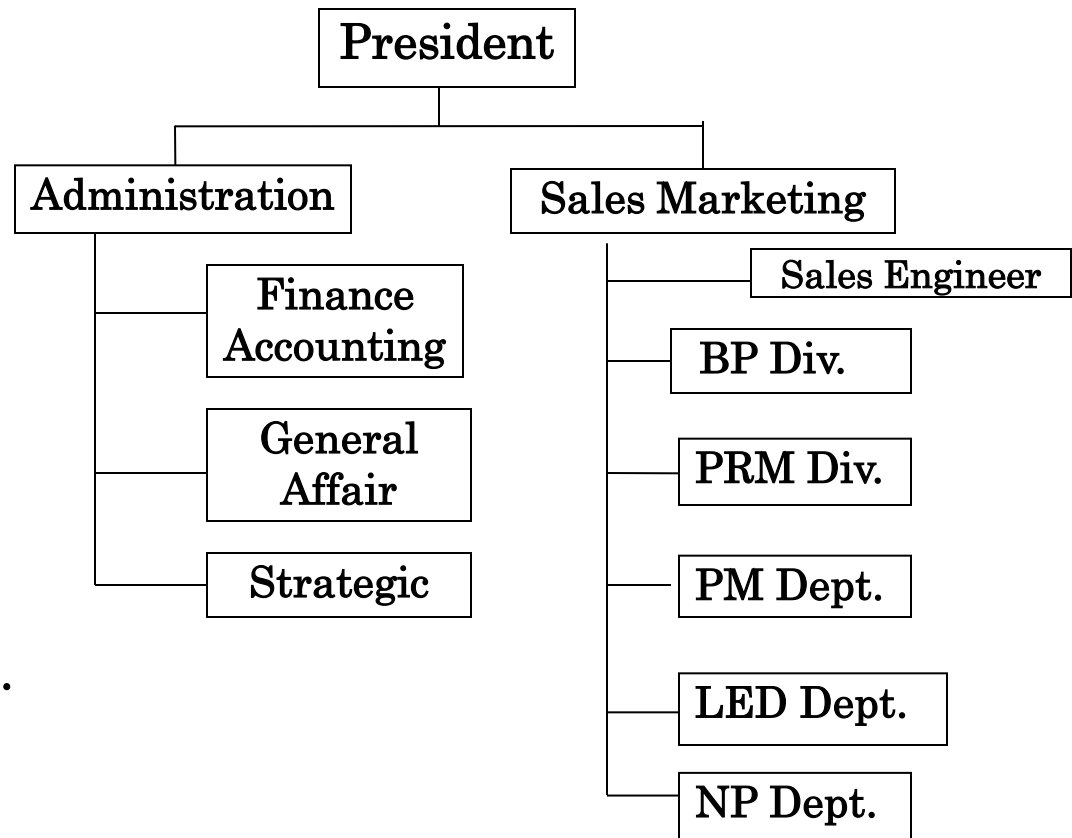 President
Administration
Sales Marketing
Finance
Accounting
General
Affair
Strategic
Sales Engineer
BP Div.
PRM Div.
PM Dept.
LED Dept.
NP Dept.
.